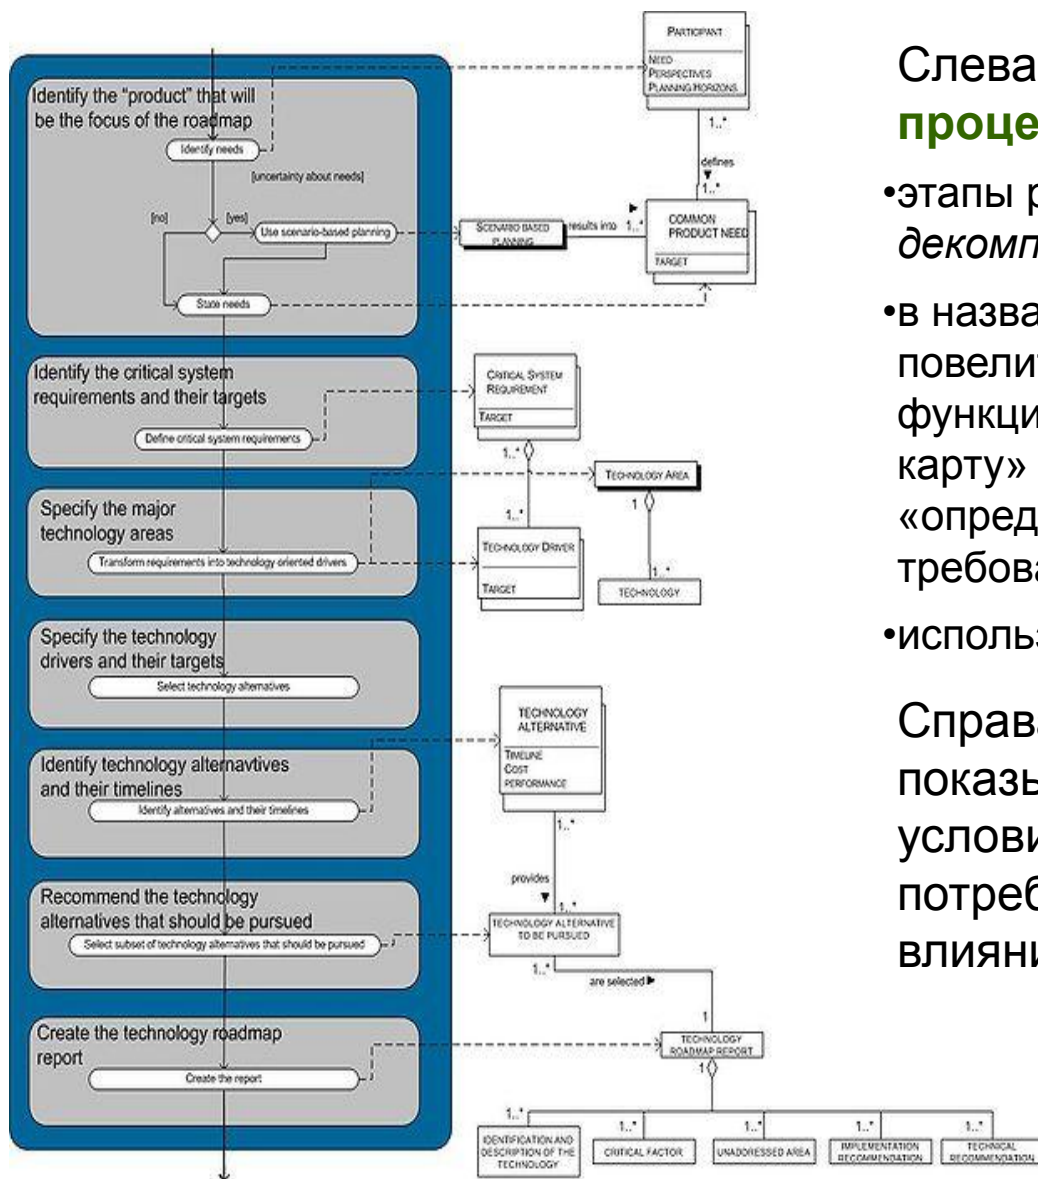 Identify the "product" that will
be the focus of the roadmap
Identify needs
[uncertainty about needs]
[no]
[yes]
Use scenario-based planning
State needs
Identify the critical system
requirements and their targets
Define critical system requirements
Specify the major
technology areas
Transform requirements into technology oriented drivers
Specify the technology
drivers and their targets
Select technology alternatives
Identify technology alternavtives
and their timelines
Identify alternatives and their timelines
Recommend the technology
alternatives that should be pursued
Select subset of technology alternatives that should be pursued
Create the technology roadmap
report
Create the report
PARTICIPANT
NEED
PERSPECTIVES
PLANNING HORIZONS
1..*
defines
1..*
SCENARIO BASED
PLANNING
results into
1..*
COMMON
PRODUCT NEED
TARGET
CRITICAL SYSTEM
REQUIREMENT
TARGET
1..*
TECHNOLOGY AREA
1
1..*
TECHNOLOGY DRIVER
TARGET
1..*
TECHNOLOGY
TECHNOLOGY
ALTERNATIVE
TIMELINE
COST
PERFORMANCE
1..*
provides
1..*
TECHNOLOGY ALTERNATIVE
TO BE PURSUED
1..*
are selected
1
TECHNOLOGY
ROADMAP REPORT
1
1..*
1..*
1..*
1..*
1..*
IDENTIFICATION AND
DESCRIPTION OF THE
TECHNOLOGY
CRITICAL FACTOR
UNADDRESSED AREA
IMPLEMENTATION
RECOMMENDATION
TECHNICAL
RECOMMENDATION
Слева
проце
•этапы р
декомп
•в назва
повелит
функци
карту»
«опред
требова
•использ
Справа
показы
услови
потреб
влияни